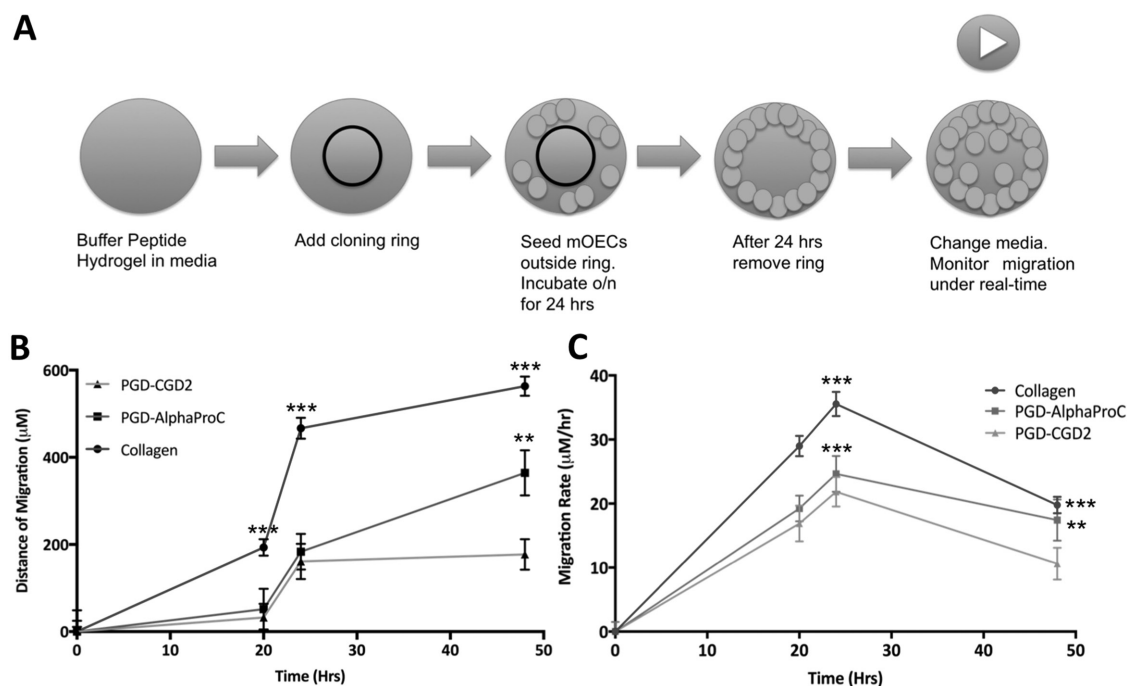 A
Buffer Peptide
Hydrogel in media
Add cloning ring
Seed mOECs
outside ring.
Incubate o/n
for 24 hrs
After 24 hrs
remove ring
Change media.
Monitor migration
under real-time
B
Distance of Migration (μM)
600
400
200
0
0
10
20
30
40
50
Time (Hrs)
PGD-CGD2
PGD-AlphaProC
Collagen
***
***
***
**
C
Migration Rate (μM/hr)
40
30
20
10
0
0
10
20
30
40
50
Time (Hrs)
***
***
***
**
Collagen
PGD-AlphaProC
PGD-CGD2